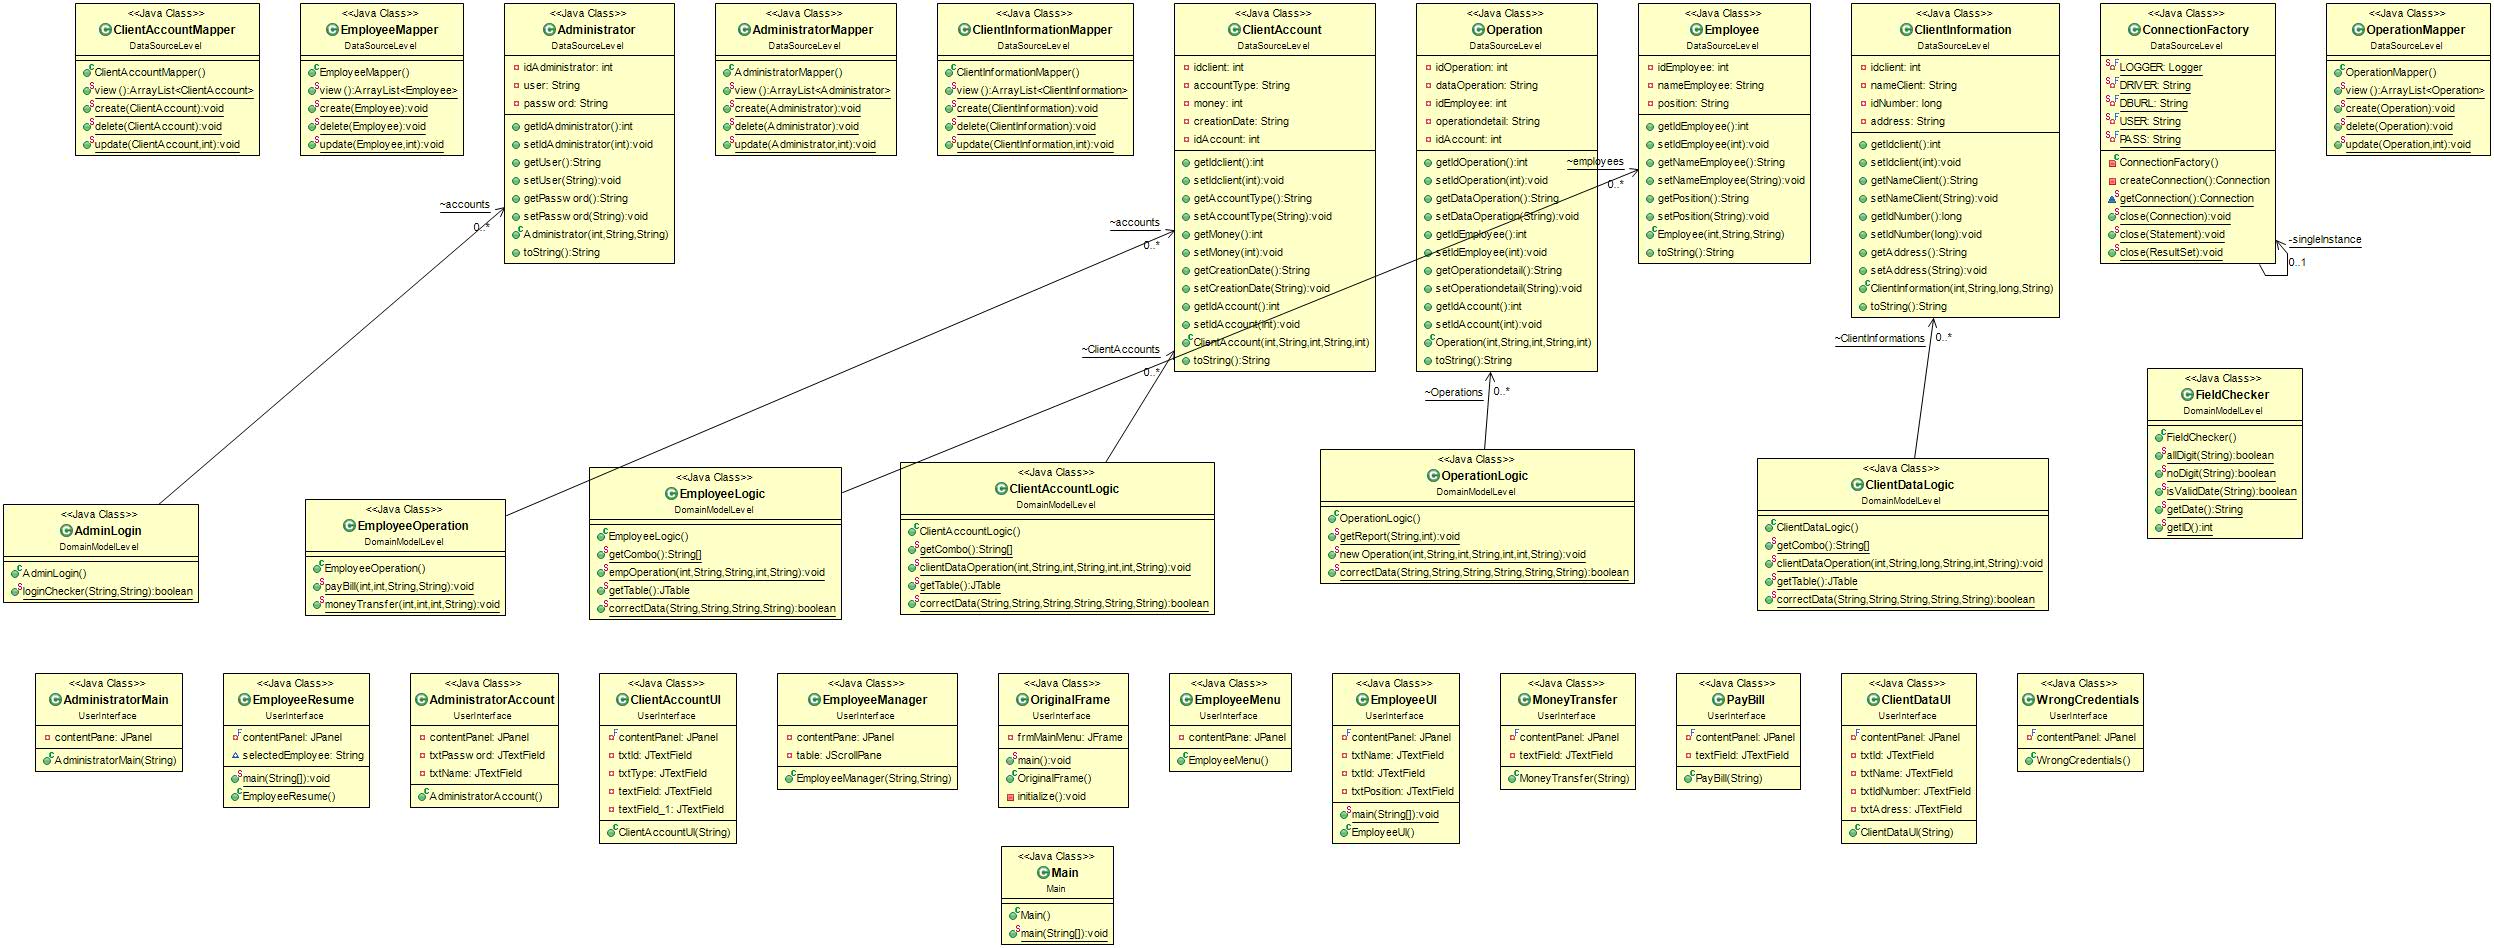 <<Java Class>>
ClientAccountMapper
DataSourceLevel
ClientAccountMapper()
view():ArrayList<ClientAccount>
create(ClientAccount):void
delete(ClientAccount):void
update(ClientAccount,int):void
<<Java Class>>
EmployeeMapper
DataSourceLevel
EmployeeMapper()
view():ArrayList<Employee>
create(Employee):void
delete(Employee):void
update(Employee,int):void
<<Java Class>>
Administrator
DataSourceLevel
idAdministrator: int
user: String
password: String
getIdAdministrator():int
setIdAdministrator(int):void
getUser():String
setUser(String):void
getPassword():String
setPassword(String):void
Administrator(int,String,String)
toString():String
<<Java Class>>
AdministratorMapper
DataSourceLevel
AdministratorMapper()
view():ArrayList<Administrator>
create(Administrator):void
delete(Administrator):void
update(Administrator,int):void
<<Java Class>>
ClientInformationMapper
DataSourceLevel
ClientInformationMapper()
view():ArrayList<ClientInformation>
create(ClientInformation):void
delete(ClientInformation):void
update(ClientInformation,int):void
<<Java Class>>
ClientAccount
DataSourceLevel
idclient: int
accountType: String
money: int
creationDate: String
idAccount: int
getIdclient():int
setIdclient(int):void
getAccountType():String
setAccountType(String):void
getMoney():int
setMoney(int):void
getCreationDate():String
setCreationDate(String):void
getIdAccount():int
setIdAccount(int):void
ClientAccount(int,String,int,String,int)
toString():String
<<Java Class>>
Operation
DataSourceLevel
idOperation: int
dataOperation: String
idEmployee: int
operationdetail: String
idAccount: int
getIdOperation():int
setIdOperation(int):void
getDataOperation():String
setDataOperation(String):void
getIdEmployee():int
setIdEmployee(int):void
getOperationdetail():String
setOperationdetail(String):void
getIdAccount():int
setIdAccount(int):void
Operation(int,String,int,String,int)
toString():String
<<Java Class>>
Employee
DataSourceLevel
idEmployee: int
nameEmployee: String
position: String
getIdEmployee():int
setIdEmployee(int):void
getNameEmployee():String
setNameEmployee(String):void
getPosition():String
setPosition(String):void
Employee(int,String,String)
toString():String
<<Java Class>>
ClientInformation
DataSourceLevel
idclient: int
nameClient: String
idNumber: long
address: String
getIdclient():int
setIdclient(int):void
getNameClient():String
setNameClient(String):void
getIdNumber():long
setIdNumber(long):void
getAddress():String
setAddress(String):void
ClientInformation(int,String,long,String)
toString():String
<<Java Class>>
ConnectionFactory
DataSourceLevel
LOGGER: Logger
DRIVER: String
DBURL: String
USER: String
PASS: String
ConnectionFactory()
createConnection():Connection
getConnection():Connection
close(Connection):void
close(Statement):void
close(ResultSet):void
<<Java Class>>
OperationMapper
DataSourceLevel
OperationMapper()
view():ArrayList<Operation>
create(Operation):void
delete(Operation):void
update(Operation,int):void
~accounts
0..*
~accounts
0..*
~employees
0..*
-singleInstance
0..1
~ClientAccounts
0..*
~Operations
0..*
~ClientInformations
0..*
<<Java Class>>
FieldChecker
DomainModelLevel
FieldChecker()
allDigit(String):boolean
noDigit(String):boolean
isValidDate(String):boolean
getDate():String
getID():int
<<Java Class>>
AdminLogin
DomainModelLevel
AdminLogin()
loginChecker(String,String):boolean
<<Java Class>>
EmployeeOperation
DomainModelLevel
EmployeeOperation()
payBill(int,int,String,String):void
moneyTransfer(int,int,int,String):void
<<Java Class>>
EmployeeLogic
DomainModelLevel
EmployeeLogic()
getCombo():String[]
empOperation(int,String,String,int,String):void
getTable():JTable
correctData(String,String,String,String):boolean
<<Java Class>>
ClientAccountLogic
DomainModelLevel
ClientAccountLogic()
getCombo():String[]
clientDataOperation(int,String,int,String,int,int,String):void
getTable():JTable
correctData(String,String,String,String,String,String):boolean
<<Java Class>>
OperationLogic
DomainModelLevel
OperationLogic()
getReport(String,int):void
newOperation(int,String,int,String,int,int,String):void
correctData(String,String,String,String,String,String):boolean
<<Java Class>>
ClientDataLogic
DomainModelLevel
ClientDataLogic()
getCombo():String[]
clientDataOperation(int,String,long,String,int,String):void
getTable():JTable
correctData(String,String,String,String,String):boolean
<<Java Class>>
AdministratorMain
UserInterface
contentPane: JPanel
AdministratorMain(String)
<<Java Class>>
EmployeeResume
UserInterface
contentPanel: JPanel
selectedEmployee: String
main(String[]):void
EmployeeResume()
<<Java Class>>
AdministratorAccount
UserInterface
contentPanel: JPanel
txtPassword: JTextField
txtName: JTextField
AdministratorAccount()
<<Java Class>>
ClientAccountUI
UserInterface
contentPanel: JPanel
txtId: JTextField
txtType: JTextField
textField: JTextField
textField_1: JTextField
ClientAccountUI(String)
<<Java Class>>
EmployeeManager
UserInterface
contentPane: JPanel
table: JScrollPane
EmployeeManager(String,String)
<<Java Class>>
OriginalFrame
UserInterface
frmMainMenu: JFrame
main():void
OriginalFrame()
initialize():void
<<Java Class>>
EmployeeMenu
UserInterface
contentPane: JPanel
EmployeeMenu()
<<Java Class>>
EmployeeUI
UserInterface
contentPanel: JPanel
txtName: JTextField
txtId: JTextField
txtPosition: JTextField
main(String[]):void
EmployeeUI()
<<Java Class>>
MoneyTransfer
UserInterface
contentPanel: JPanel
textField: JTextField
MoneyTransfer(String)
<<Java Class>>
PayBill
UserInterface
contentPanel: JPanel
textField: JTextField
PayBill(String)
<<Java Class>>
ClientDataUI
UserInterface
contentPanel: JPanel
txtId: JTextField
txtName: JTextField
txtIdNumber: JTextField
txtAdress: JTextField
ClientDataUI(String)
<<Java Class>>
WrongCredentials
UserInterface
contentPanel: JPanel
WrongCredentials()
<<Java Class>>
Main
Main
Main()
main(String[]):void